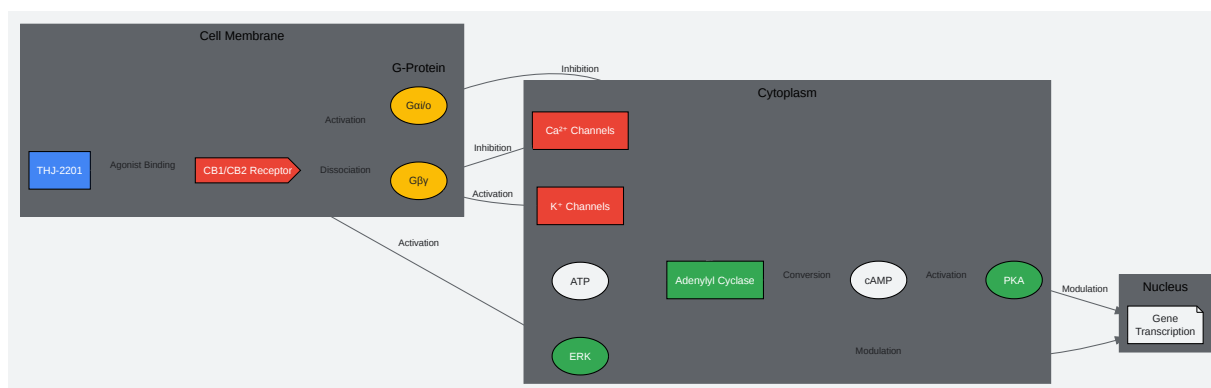 Cell Membrane
G-Protein
Gαi/o
Activation
THJ-2201
Agonist Binding
CB1/CB2 Receptor
Dissociation
Gβγ
Inhibition
Inhibition
Activation
Activation
Cytoplasm
Ca²⁺ Channels
K⁺ Channels
ATP
Adenylyl Cyclase
Conversion
cAMP
Activation
PKA
ERK
Modulation
Modulation
Nucleus
Gene
Transcription